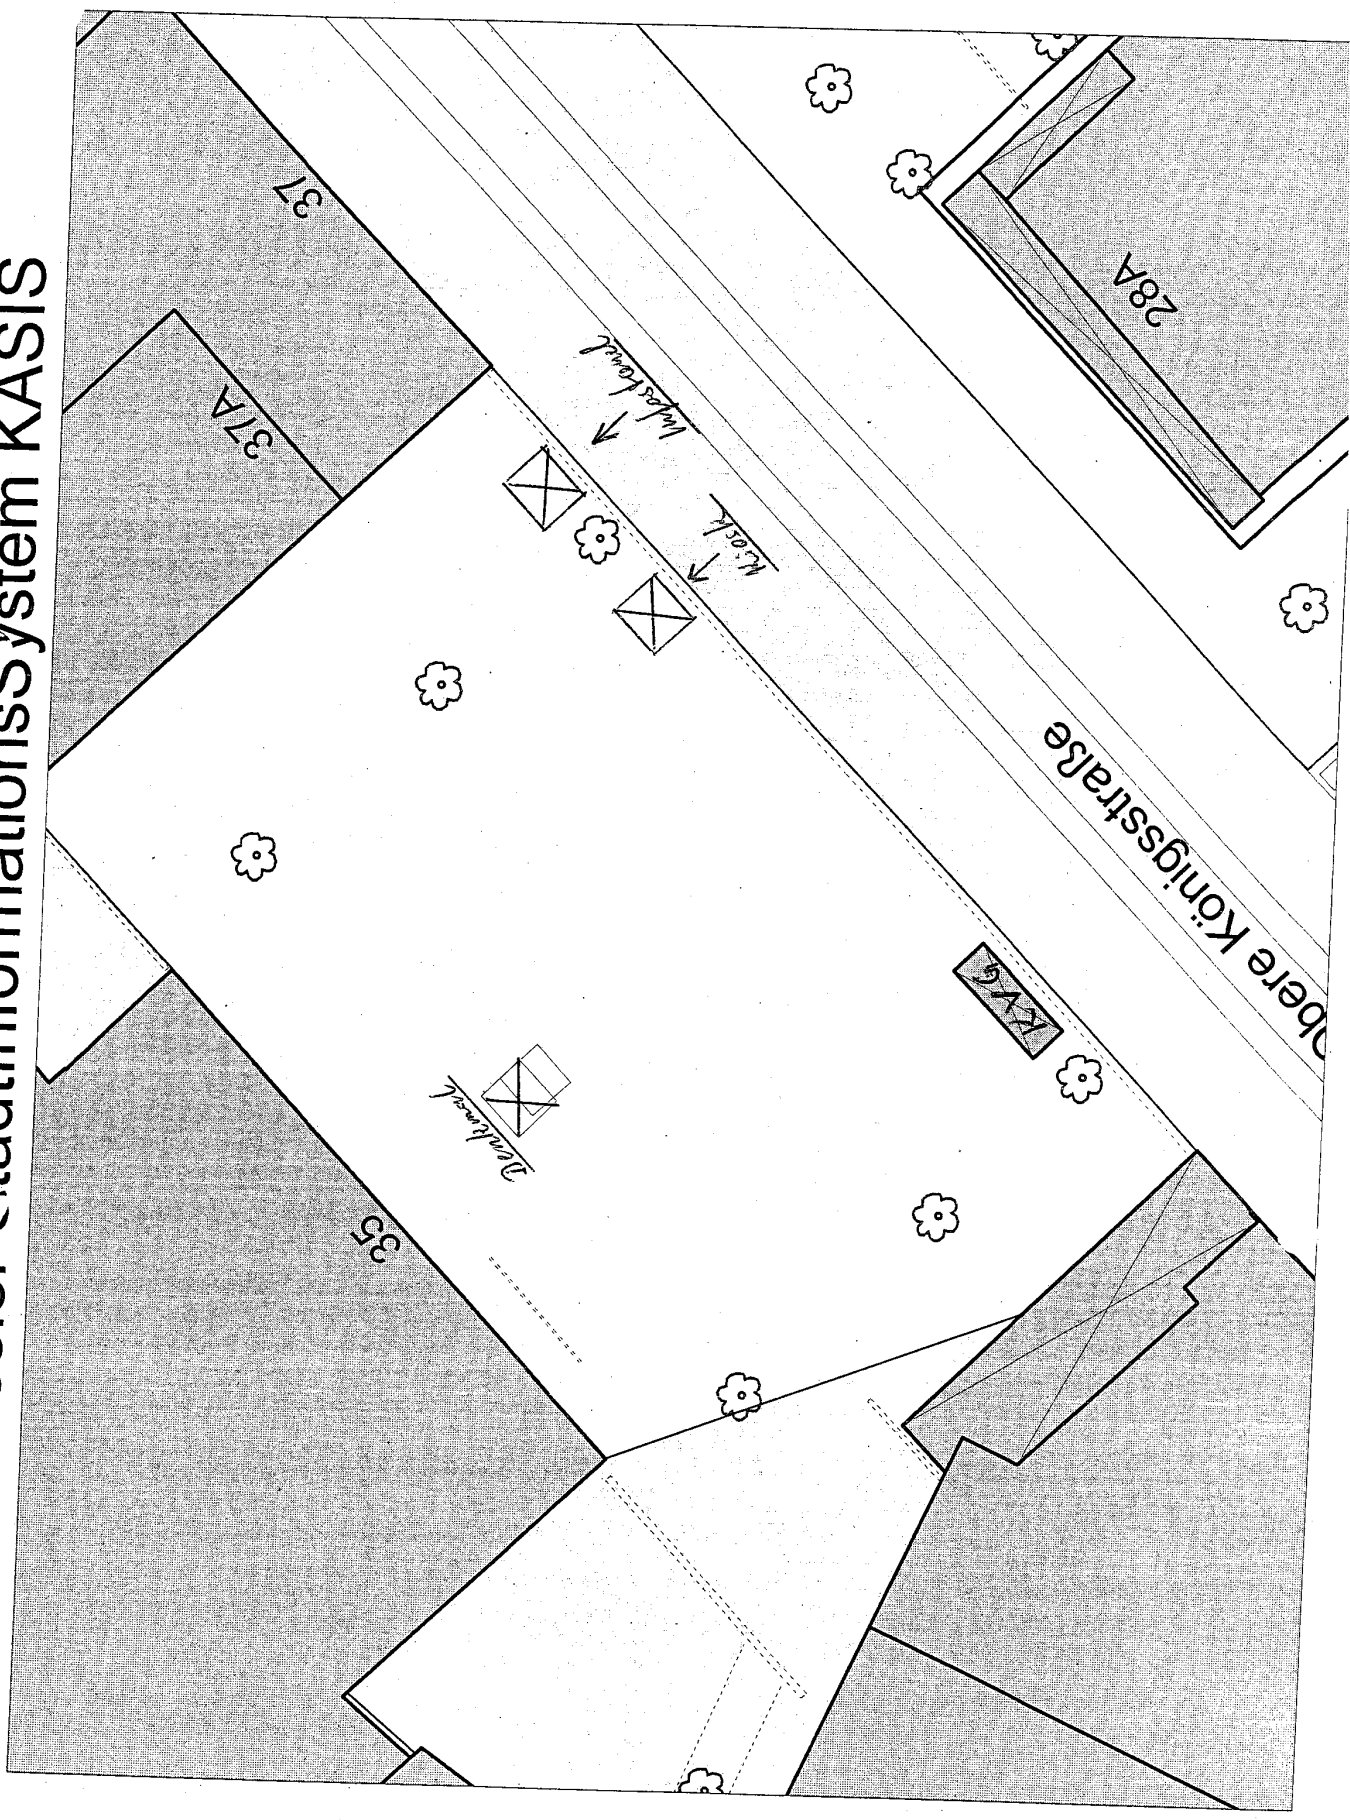 StadtinformationsSystem KASIS
37
37A
28A
Infostand
Kiosk
Obere Königsstraße
KVG
Denkmal
35